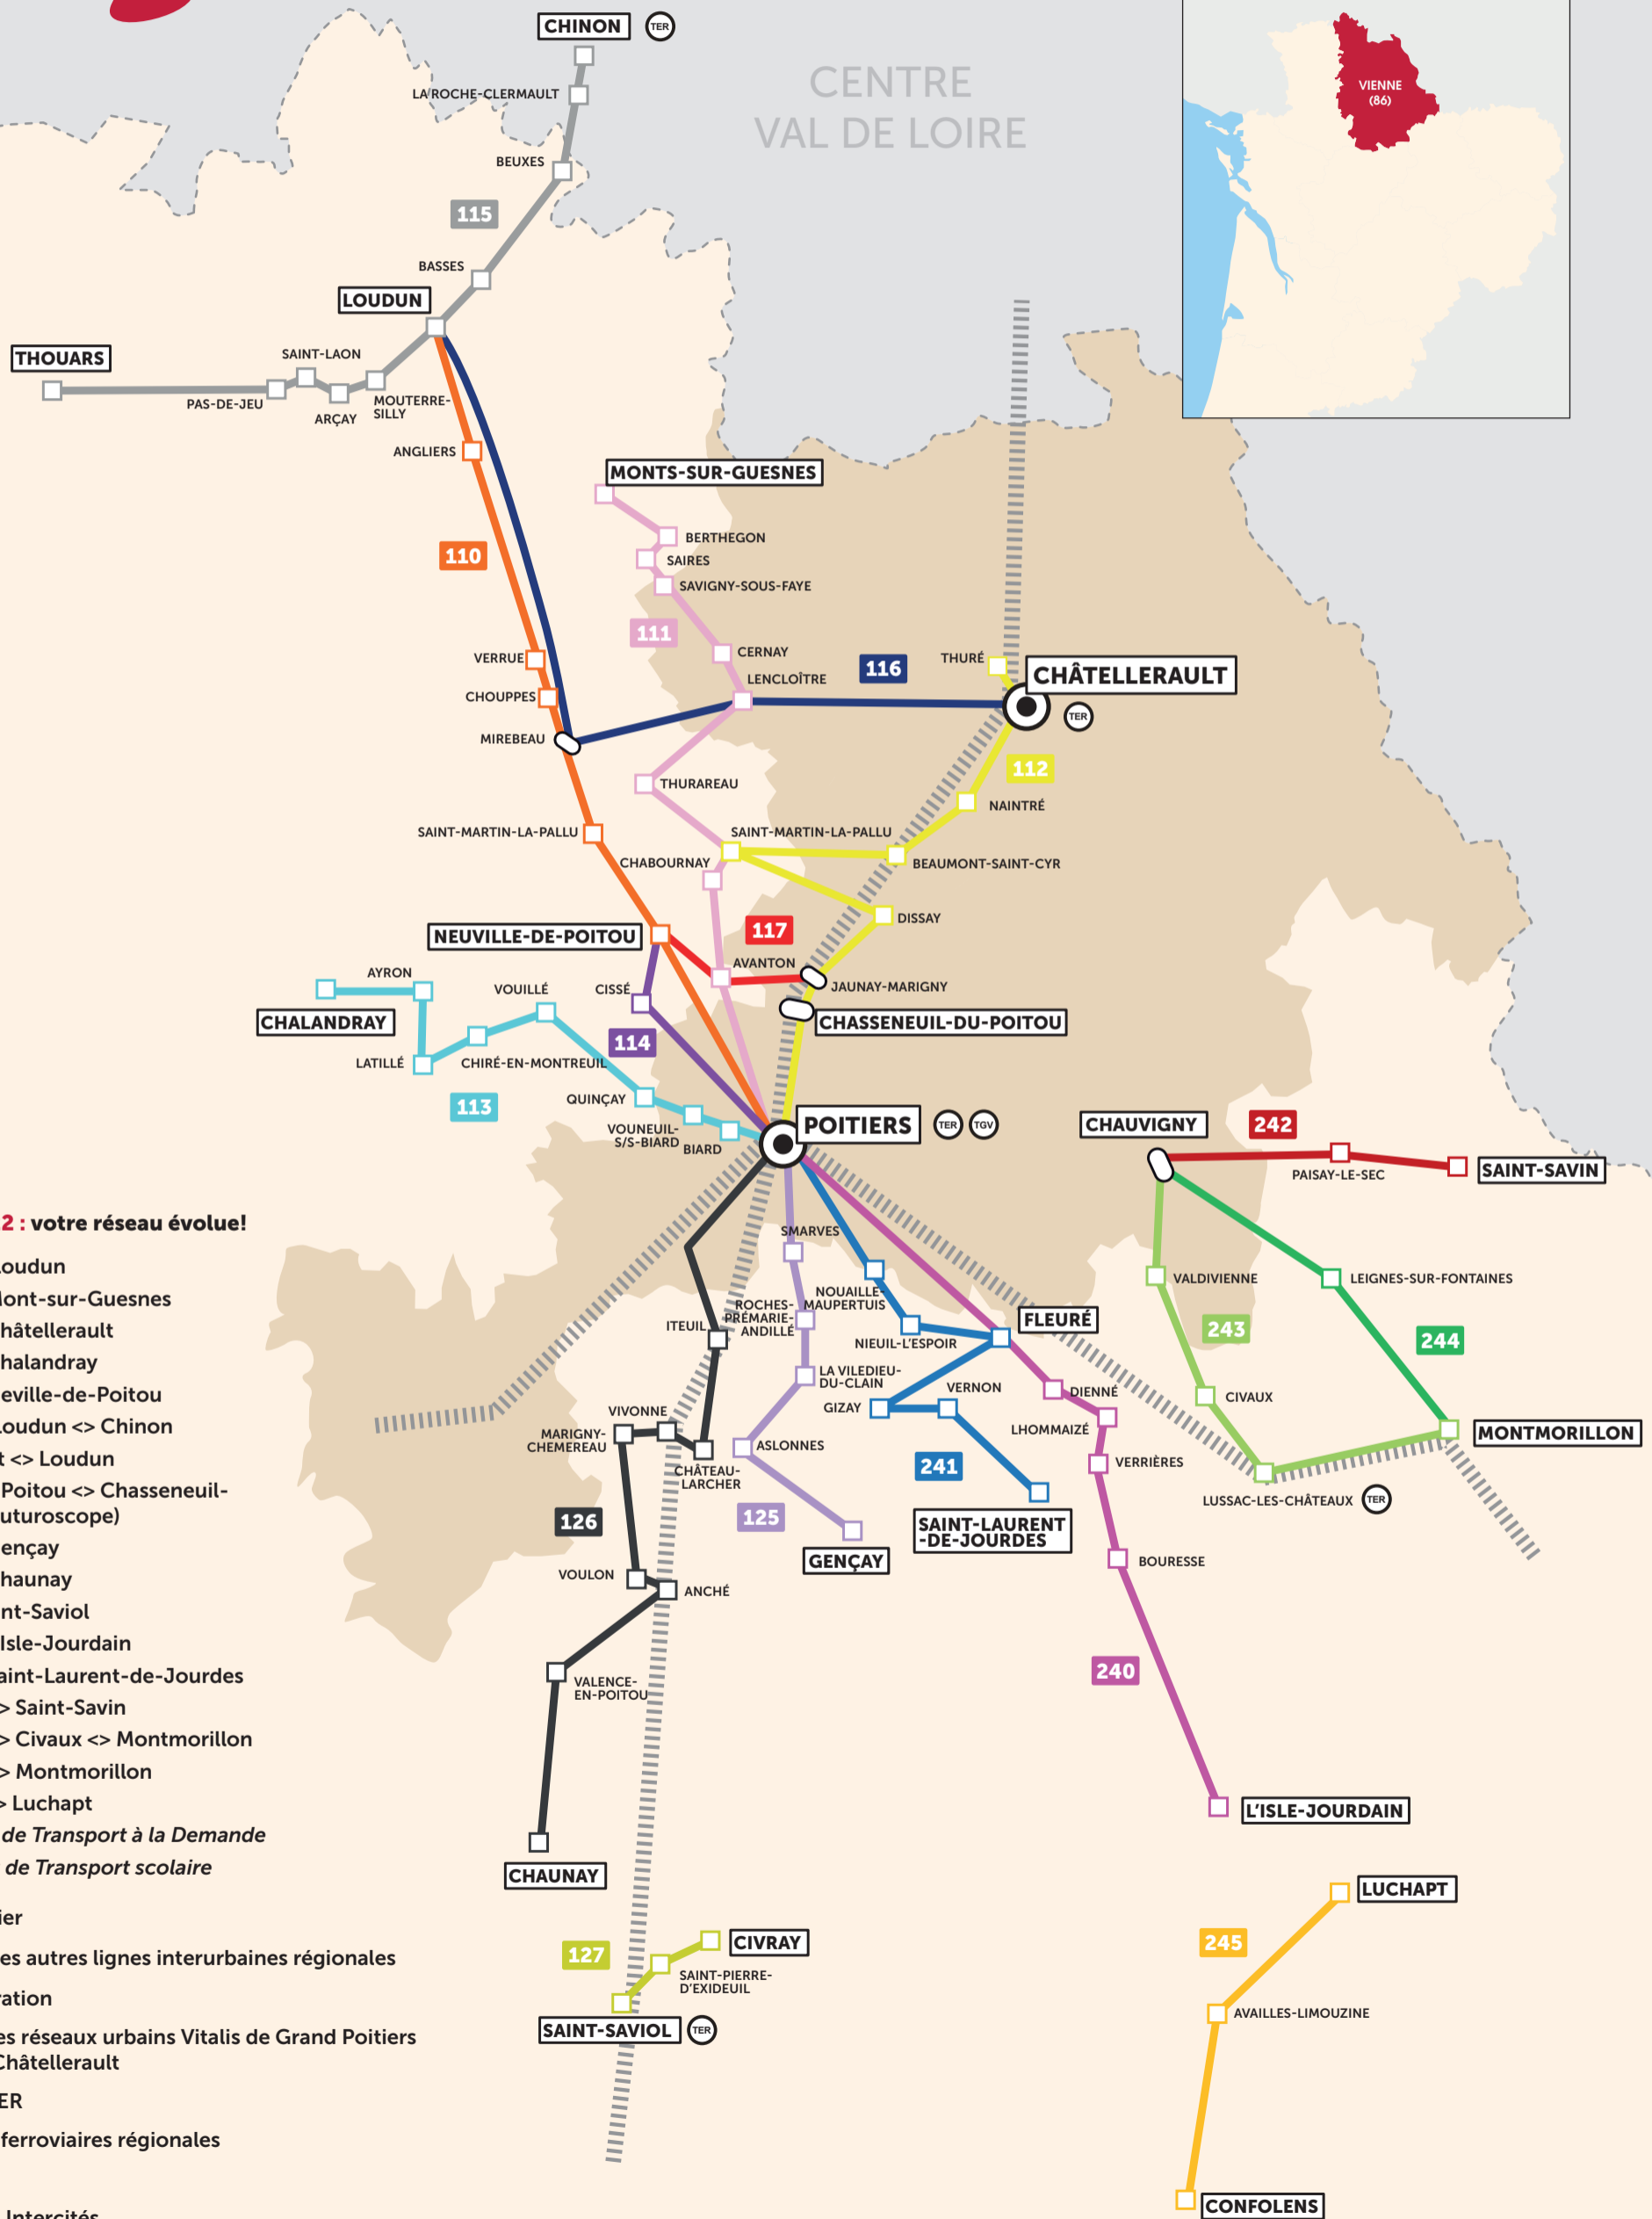 CHINON
TER
LA ROCHE-CLERMAULT
CENTRE
VAL DE LOIRE
VIENNE
(86)
BEUXES
115
BASSES
LOUDUN
THOUARS
SAINT-LAON
PAS-DE-JEU
ARÇAY
MOUTERRE-
SILLY
ANGLIERS
MONTS-SUR-GUESNES
BERTHEGON
110
SAIRES
SAVIGNY-SOUS-FAYE
111
CERNAY
VERRUE
THURÉ
116
CHÂTELLERAULT
TER
LENCLOÎTRE
CHOUPPES
MIREBEAU
112
THURAREAU
NAINTRÉ
SAINT-MARTIN-LA-PALLU
SAINT-MARTIN-LA-PALLU
CHABOURNAY
BEAUMONT-SAINT-CYR
DISSAY
117
NEUVILLE-DE-POITOU
AVANTON
AYRON
CISSÉ
VOUILLÉ
JAUNAY-MARIGNY
CHALANDRAY
CHASSENEUIL-DU-POITOU
114
LATILLÉ
CHIRÉ-EN-MONTREUIL
113
QUINÇAY
VOUNEUIL-
S/S-BIARD
BIARD
POITIERS
TER
TGV
CHAUVIGNY
242
PAISAY-LE-SEC
SAINT-SAVIN
2 : votre réseau évolue!
SMARVES
oudun
VALDIVIENNE
LEIGNES-SUR-FONTAINES
NOUAILLE-
MAUPERTUIS
ont-sur-Guesnes
ROCHES-
PRÉMARIE-
ANDILLÉ
ITEUIL
FLEURÉ
243
244
hâtellerault
NIEUIL-L'ESPOIR
halandray
LA VILEDIEU-
DU-CLAIN
VERNON
DIENNÉ
eville-de-Poitou
CIVAUX
GIZAY
VIVONNE
LHOMMAIZÉ
oudun <> Chinon
MARIGNY-
CHEMEREAU
ASLONNES
MONTMORILLON
t <> Loudun
CHÂTEAU-
LARCHER
241
VERRIÈRES
Poitou <> Chasseneuil-
uturoscope)
LUSSAC-LES-CHÂTEAUX
TER
126
125
SAINT-LAURENT
-DE-JOURDES
ençay
GENÇAY
BOURESSE
haunay
VOULON
ANCHÉ
nt-Saviol
Isle-Jourdain
240
aint-Laurent-de-Jourdes
VALENCE-
EN-POITOU
> Saint-Savin
> Civaux <> Montmorillon
> Montmorillon
> Luchapt
L'ISLE-JOURDAIN
de Transport à la Demande
de Transport scolaire
CHAUNAY
LUCHAPT
ier
127
CIVRAY
245
es autres lignes interurbaines régionales
SAINT-PIERRE-
D'EXIDEUIL
ration
AVAILLES-LIMOUZINE
SAINT-SAVIOL
TER
es réseaux urbains Vitalis de Grand Poitiers
Châtellerault
ER
ferroviaires régionales
CONFOLENS
Intercités